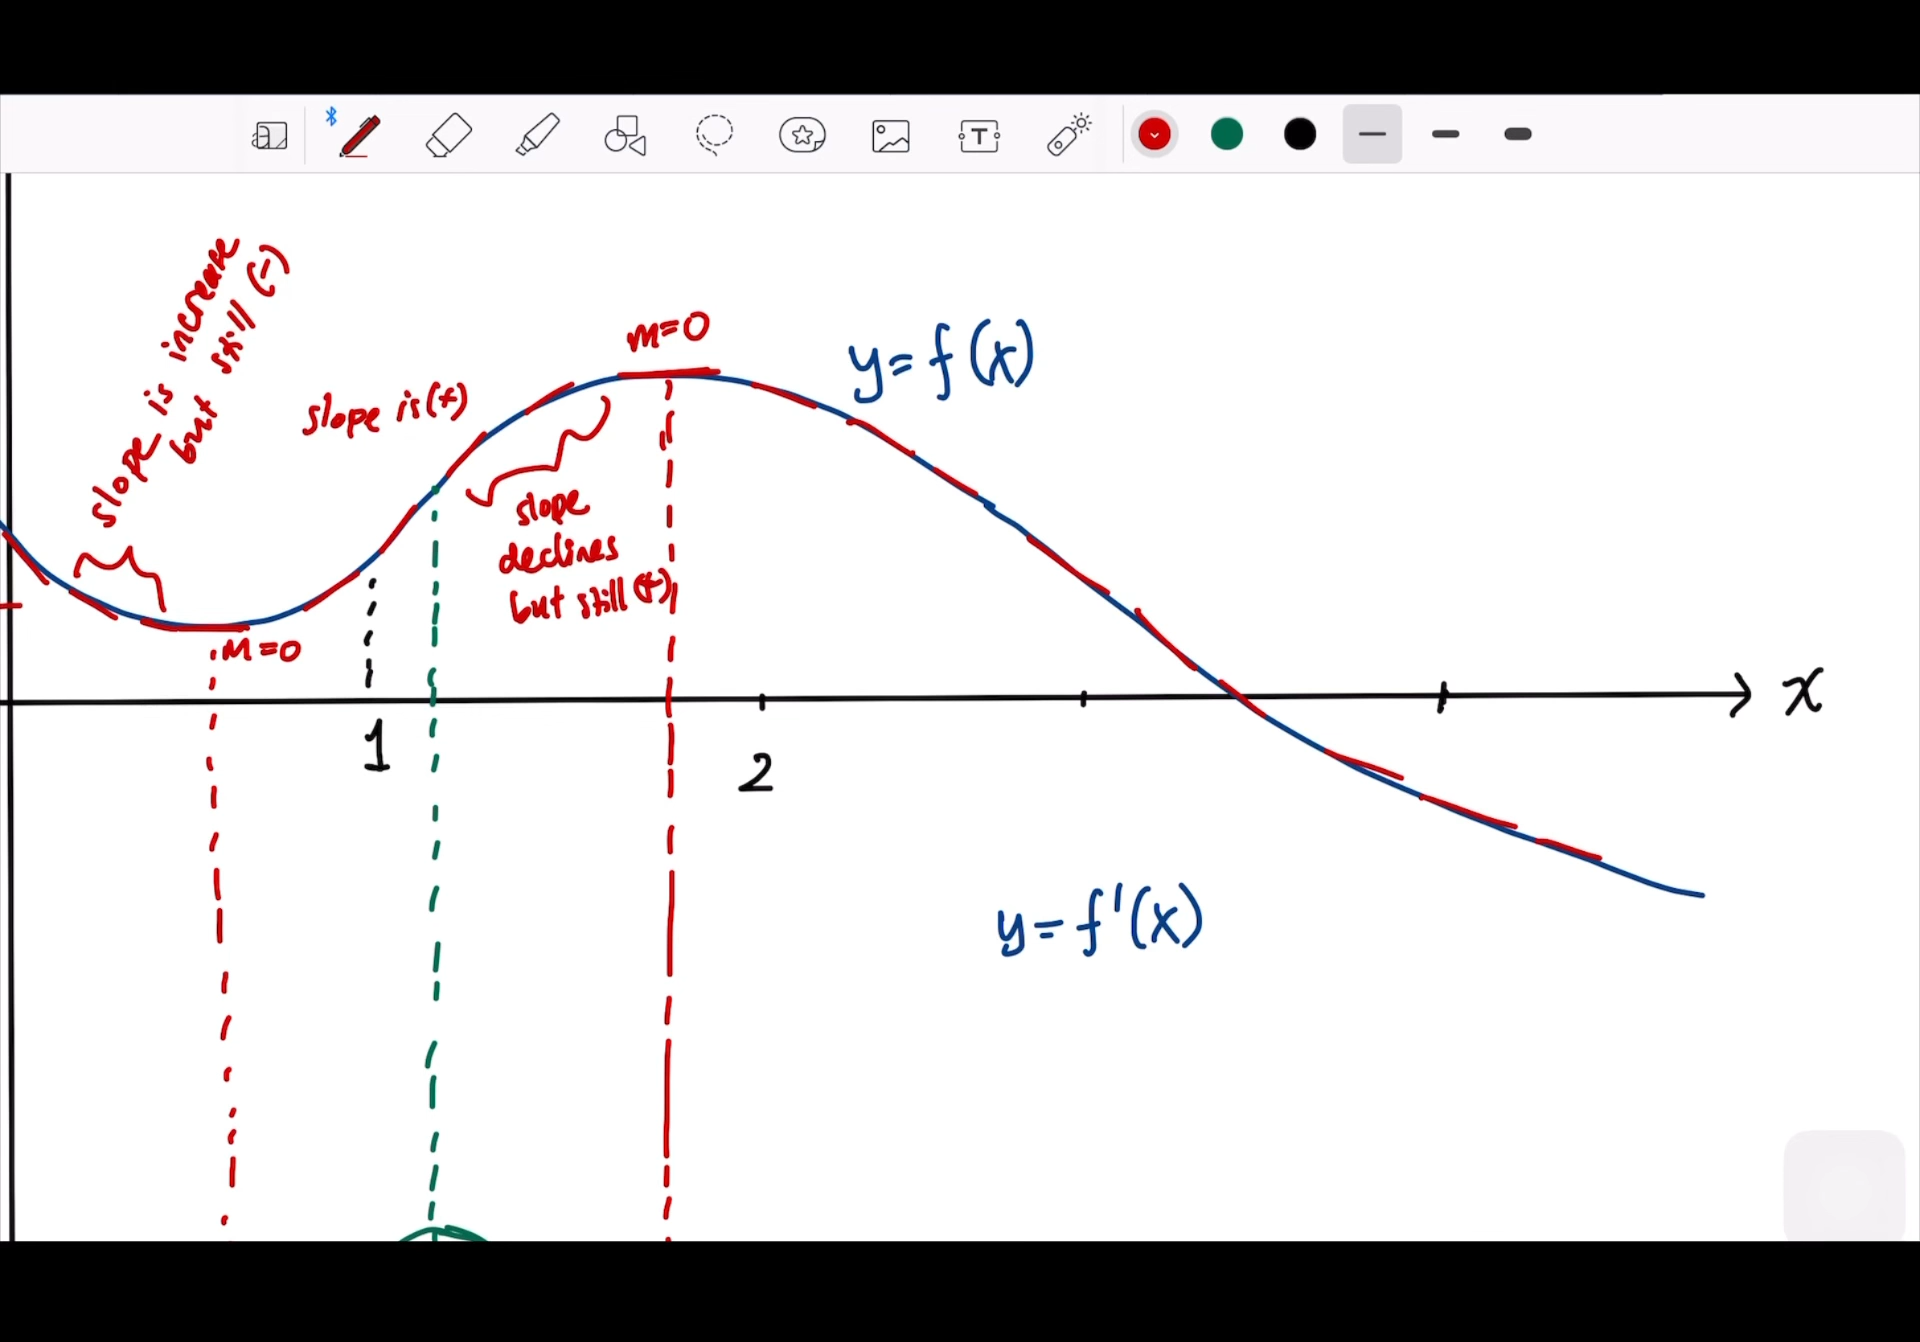 slope is increase
but still (-)
slope is (+)
m=0
y=f(x)
slope
declines
but still (+)
M=0
1
2
x
y=f'(x)
T